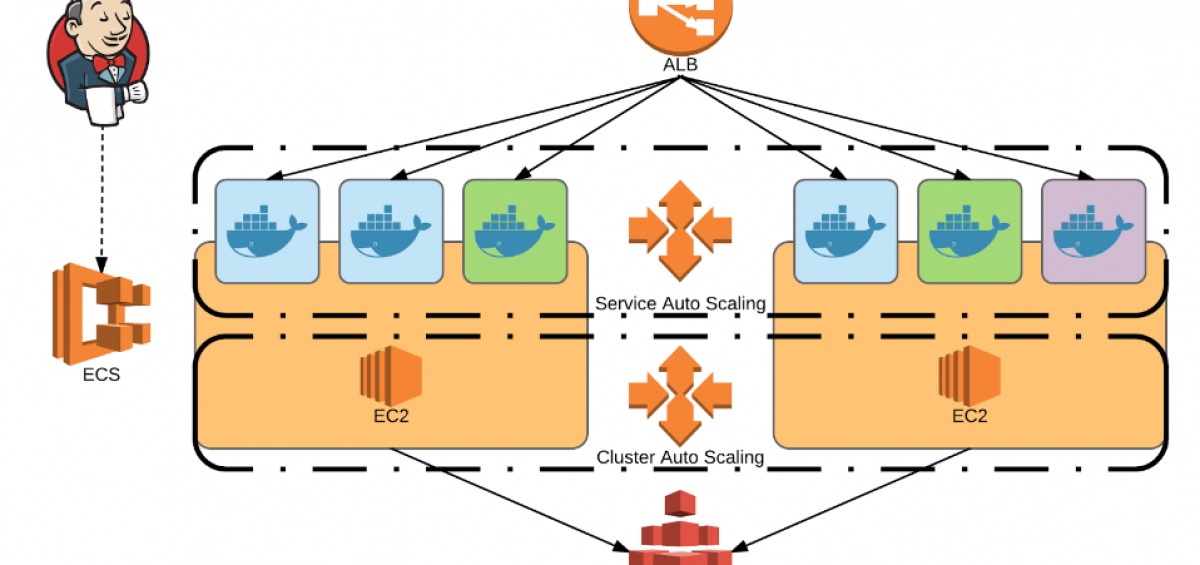 ALB
Service Auto Scaling
ECS
EC2
EC2
Cluster Auto Scaling